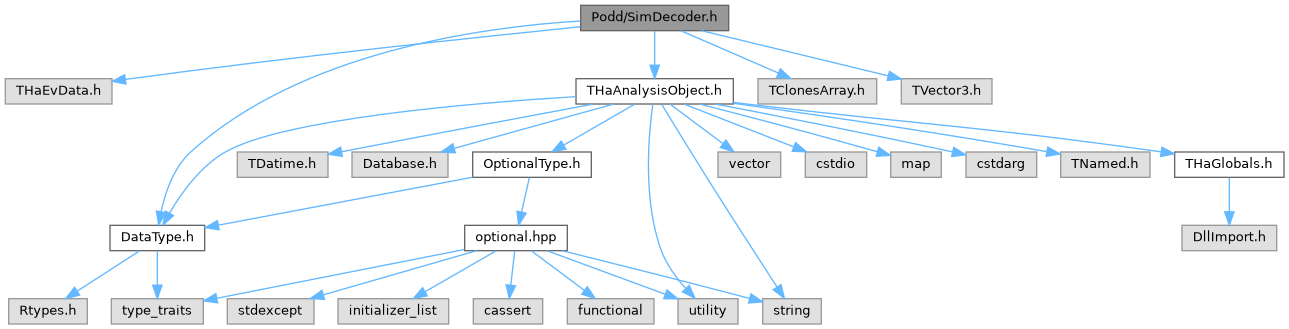 Podd/SimDecoder.h
THaEvData.h
THaAnalysisObject.h
TClonesArray.h
TVector3.h
TDatime.h
Database.h
OptionalType.h
vector
cstdio
map
cstdarg
TNamed.h
THaGlobals.h
DataType.h
optional.hpp
DllImport.h
Rtypes.h
type_traits
stdexcept
initializer_list
cassert
functional
utility
string